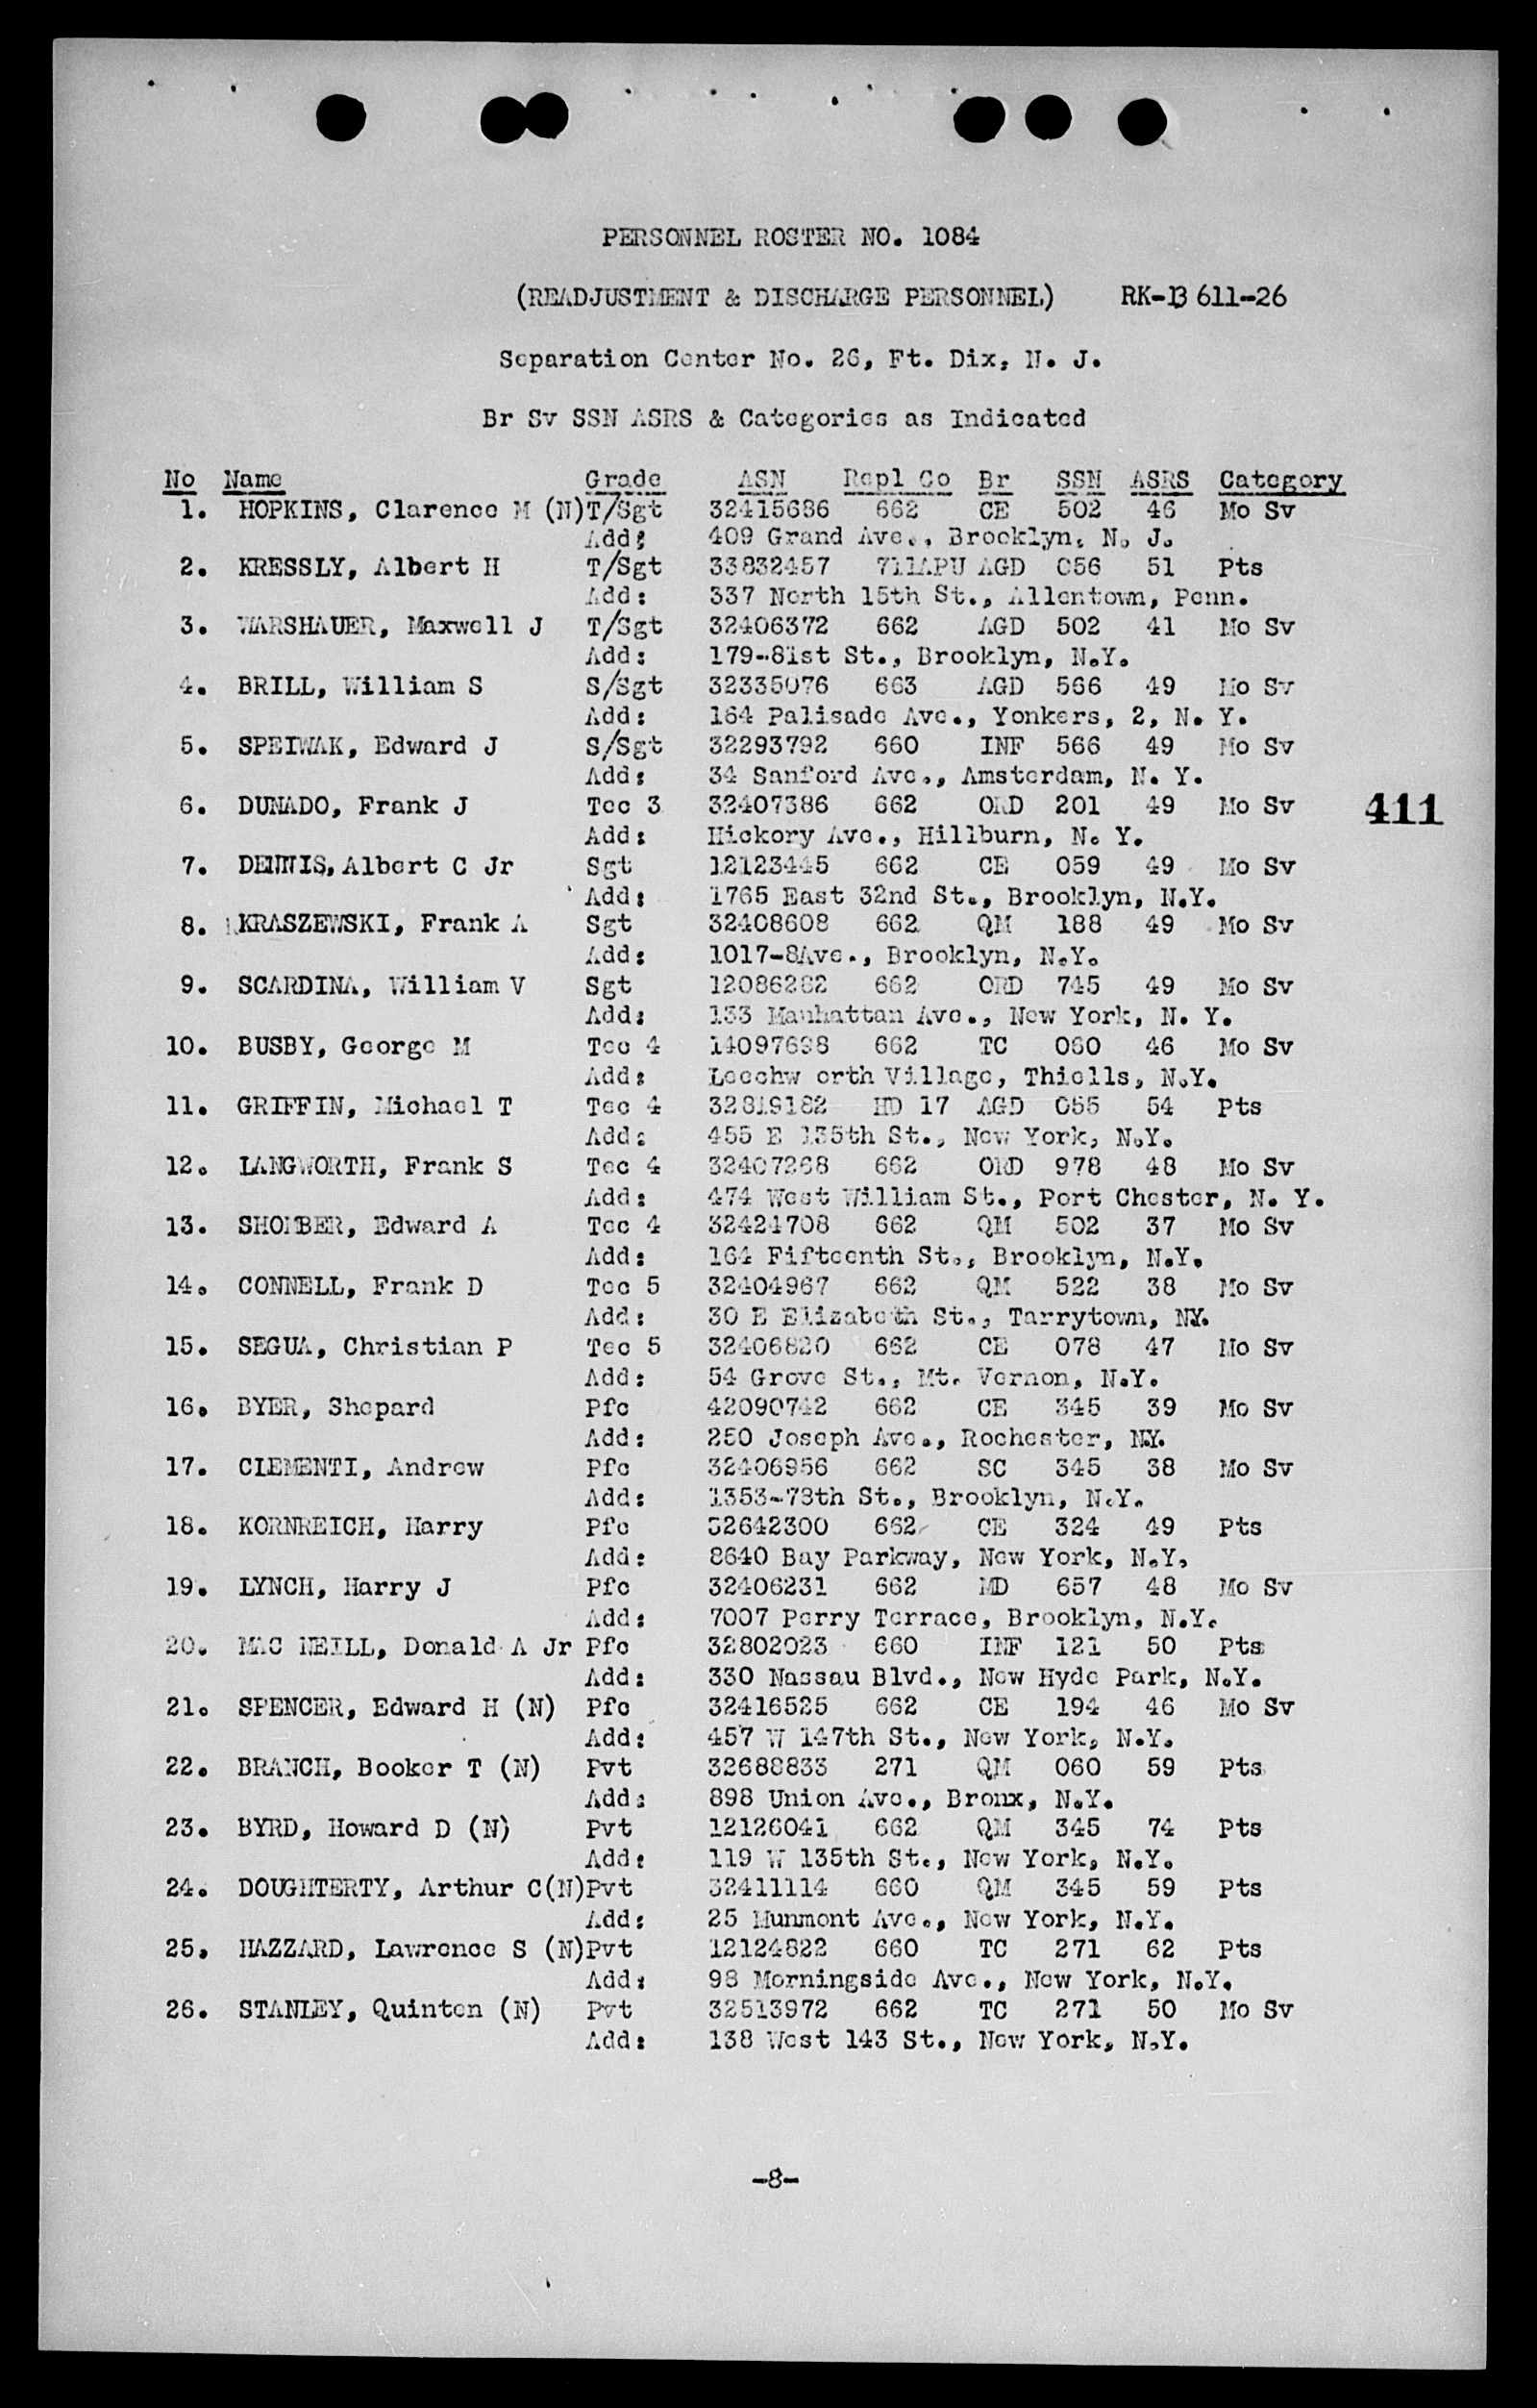 PERSONNEL ROSTER NO. 1084
(READJUSTMENT & DISCHARGE PERSONNEL) RK-B 611-26
Separation Center No. 26, Ft. Dix, N. J.
Br Sv SSN ASRS & Categories as Indicated
No Name Grade ASN Repl Co Br SSN ASRS Category
1. HOPKINS, Clarence M (N) T/Sgt 32415686 662 CE 502 46 Mo Sv
Add: 409 Grand Ave., Brooklyn, N. J.
2. KRESSLY, Albert H T/Sgt 33832457 711APU AGD 056 51 Pts
Add: 337 North 15th St., Allentown, Penn.
3. WARSHAUER, Maxwell J T/Sgt 32406372 662 AGD 502 41 Mo Sv
Add: 179-81st St., Brooklyn, N.Y.
4. BRILL, William S S/Sgt 32335076 663 AGD 566 49 Mo Sv
Add: 164 Palisade Ave., Yonkers, 2, N. Y.
5. SPEIWAK, Edward J S/Sgt 32293792 660 INF 566 49 Mo Sv
Add: 34 Sanford Ave., Amsterdam, N. Y.
6. DUNADO, Frank J Tec 3 32407386 662 ORD 201 49 Mo Sv 411
Add: Hickory Ave., Hillburn, N. Y.
7. DENNIS, Albert C Jr Sgt 12123445 662 CE 059 49 Mo Sv
Add: 1765 East 32nd St., Brooklyn, N.Y.
8. KRASZEWSKI, Frank A Sgt 32408608 662 QM 188 49 Mo Sv
Add: 1017-8Ave., Brooklyn, N.Y.
9. SCARDINA, William V Sgt 12086282 662 ORD 745 49 Mo Sv
Add: 133 Manhattan Ave., New York, N. Y.
10. BUSBY, George M Tec 4 14097698 662 TC 060 46 Mo Sv
Add: Leechw orth Village, Thiells, N.Y.
11. GRIFFIN, Michael T Tec 4 32819182 HD 17 AGD 055 54 Pts
Add: 455 E 135th St., New York, N.Y.
12. LANGWORTH, Frank S Tec 4 32407268 662 ORD 978 48 Mo Sv
Add: 474 West William St., Port Chester, N. Y.
13. SHOMBER, Edward A Tec 4 32424708 662 QM 502 37 Mo Sv
Add: 164 Fifteenth St., Brooklyn, N.Y.
14. CONNELL, Frank D Tec 5 32404967 662 QM 522 38 Mo Sv
Add: 30 E Elizabeth St., Tarrytown, N.Y.
15. SEGUA, Christian P Tec 5 32406820 662 CE 078 47 Mo Sv
Add: 54 Grove St., Mt. Vernon, N.Y.
16. BYER, Shepard Pfc 42090742 662 CE 345 39 Mo Sv
Add: 250 Joseph Ave., Rochester, N.Y.
17. CLEMENTI, Andrew Pfc 32406956 662 SC 345 38 Mo Sv
Add: 1353-78th St., Brooklyn, N.Y.
18. KORNREICH, Harry Pfc 32642300 662 CE 324 49 Pts
Add: 8640 Bay Parkway, New York, N.Y.
19. LYNCH, Harry J Pfc 32406231 662 MD 657 48 Mo Sv
Add: 7007 Perry Terrace, Brooklyn, N.Y.
20. MAC NEILL, Donald A Jr Pfc 32802023 660 INF 121 50 Pts
Add: 330 Nassau Blvd., New Hyde Park, N.Y.
21. SPENCER, Edward H (N) Pfc 32416525 662 CE 194 46 Mo Sv
Add: 457 W 147th St., New York, N.Y.
22. BRANCH, Booker T (N) Pvt 32688833 271 QM 060 59 Pts
Add: 898 Union Ave., Bronx, N.Y.
23. BYRD, Howard D (N) Pvt 12126041 662 QM 345 74 Pts
Add: 119 W 135th St., New York, N.Y.
24. DOUGHTERTY, Arthur C(N) Pvt 32411114 660 QM 345 59 Pts
Add: 25 Munmont Ave., New York, N.Y.
25. HAZZARD, Lawrence S (N) Pvt 12124822 660 TC 271 62 Pts
Add: 98 Morningside Ave., New York, N.Y.
26. STANLEY, Quinten (N) Pvt 32513972 662 TC 271 50 Mo Sv
Add: 138 West 143 St., New York, N.Y.
-8-